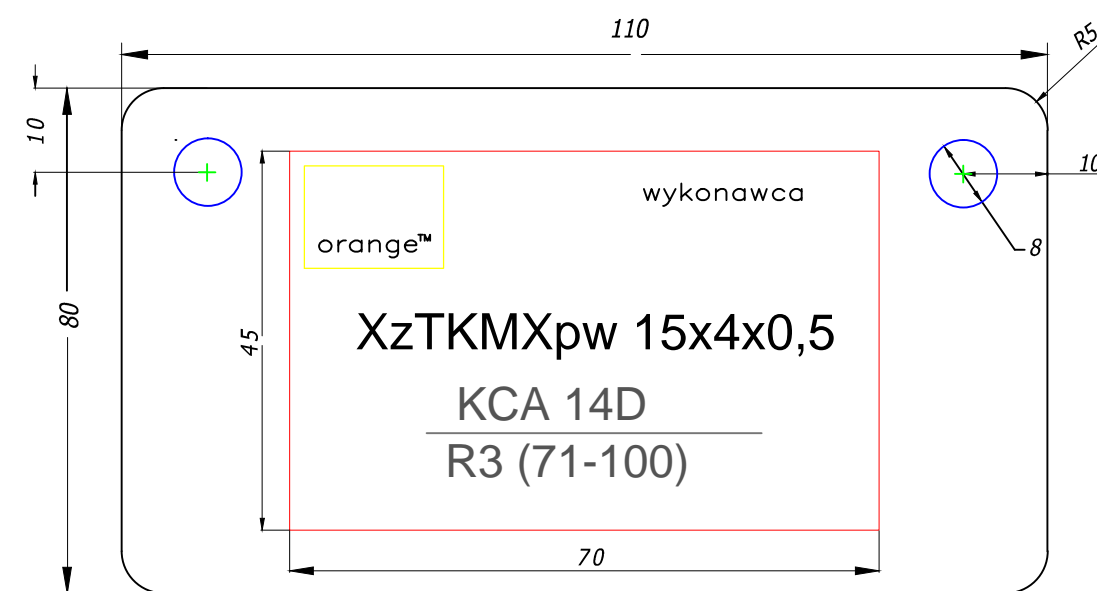 110
R5
10
10
wykonawca
orange™
8
80
45
XzTKMXpw 15x4x0,5
KCA 14D
R3 (71-100)
70